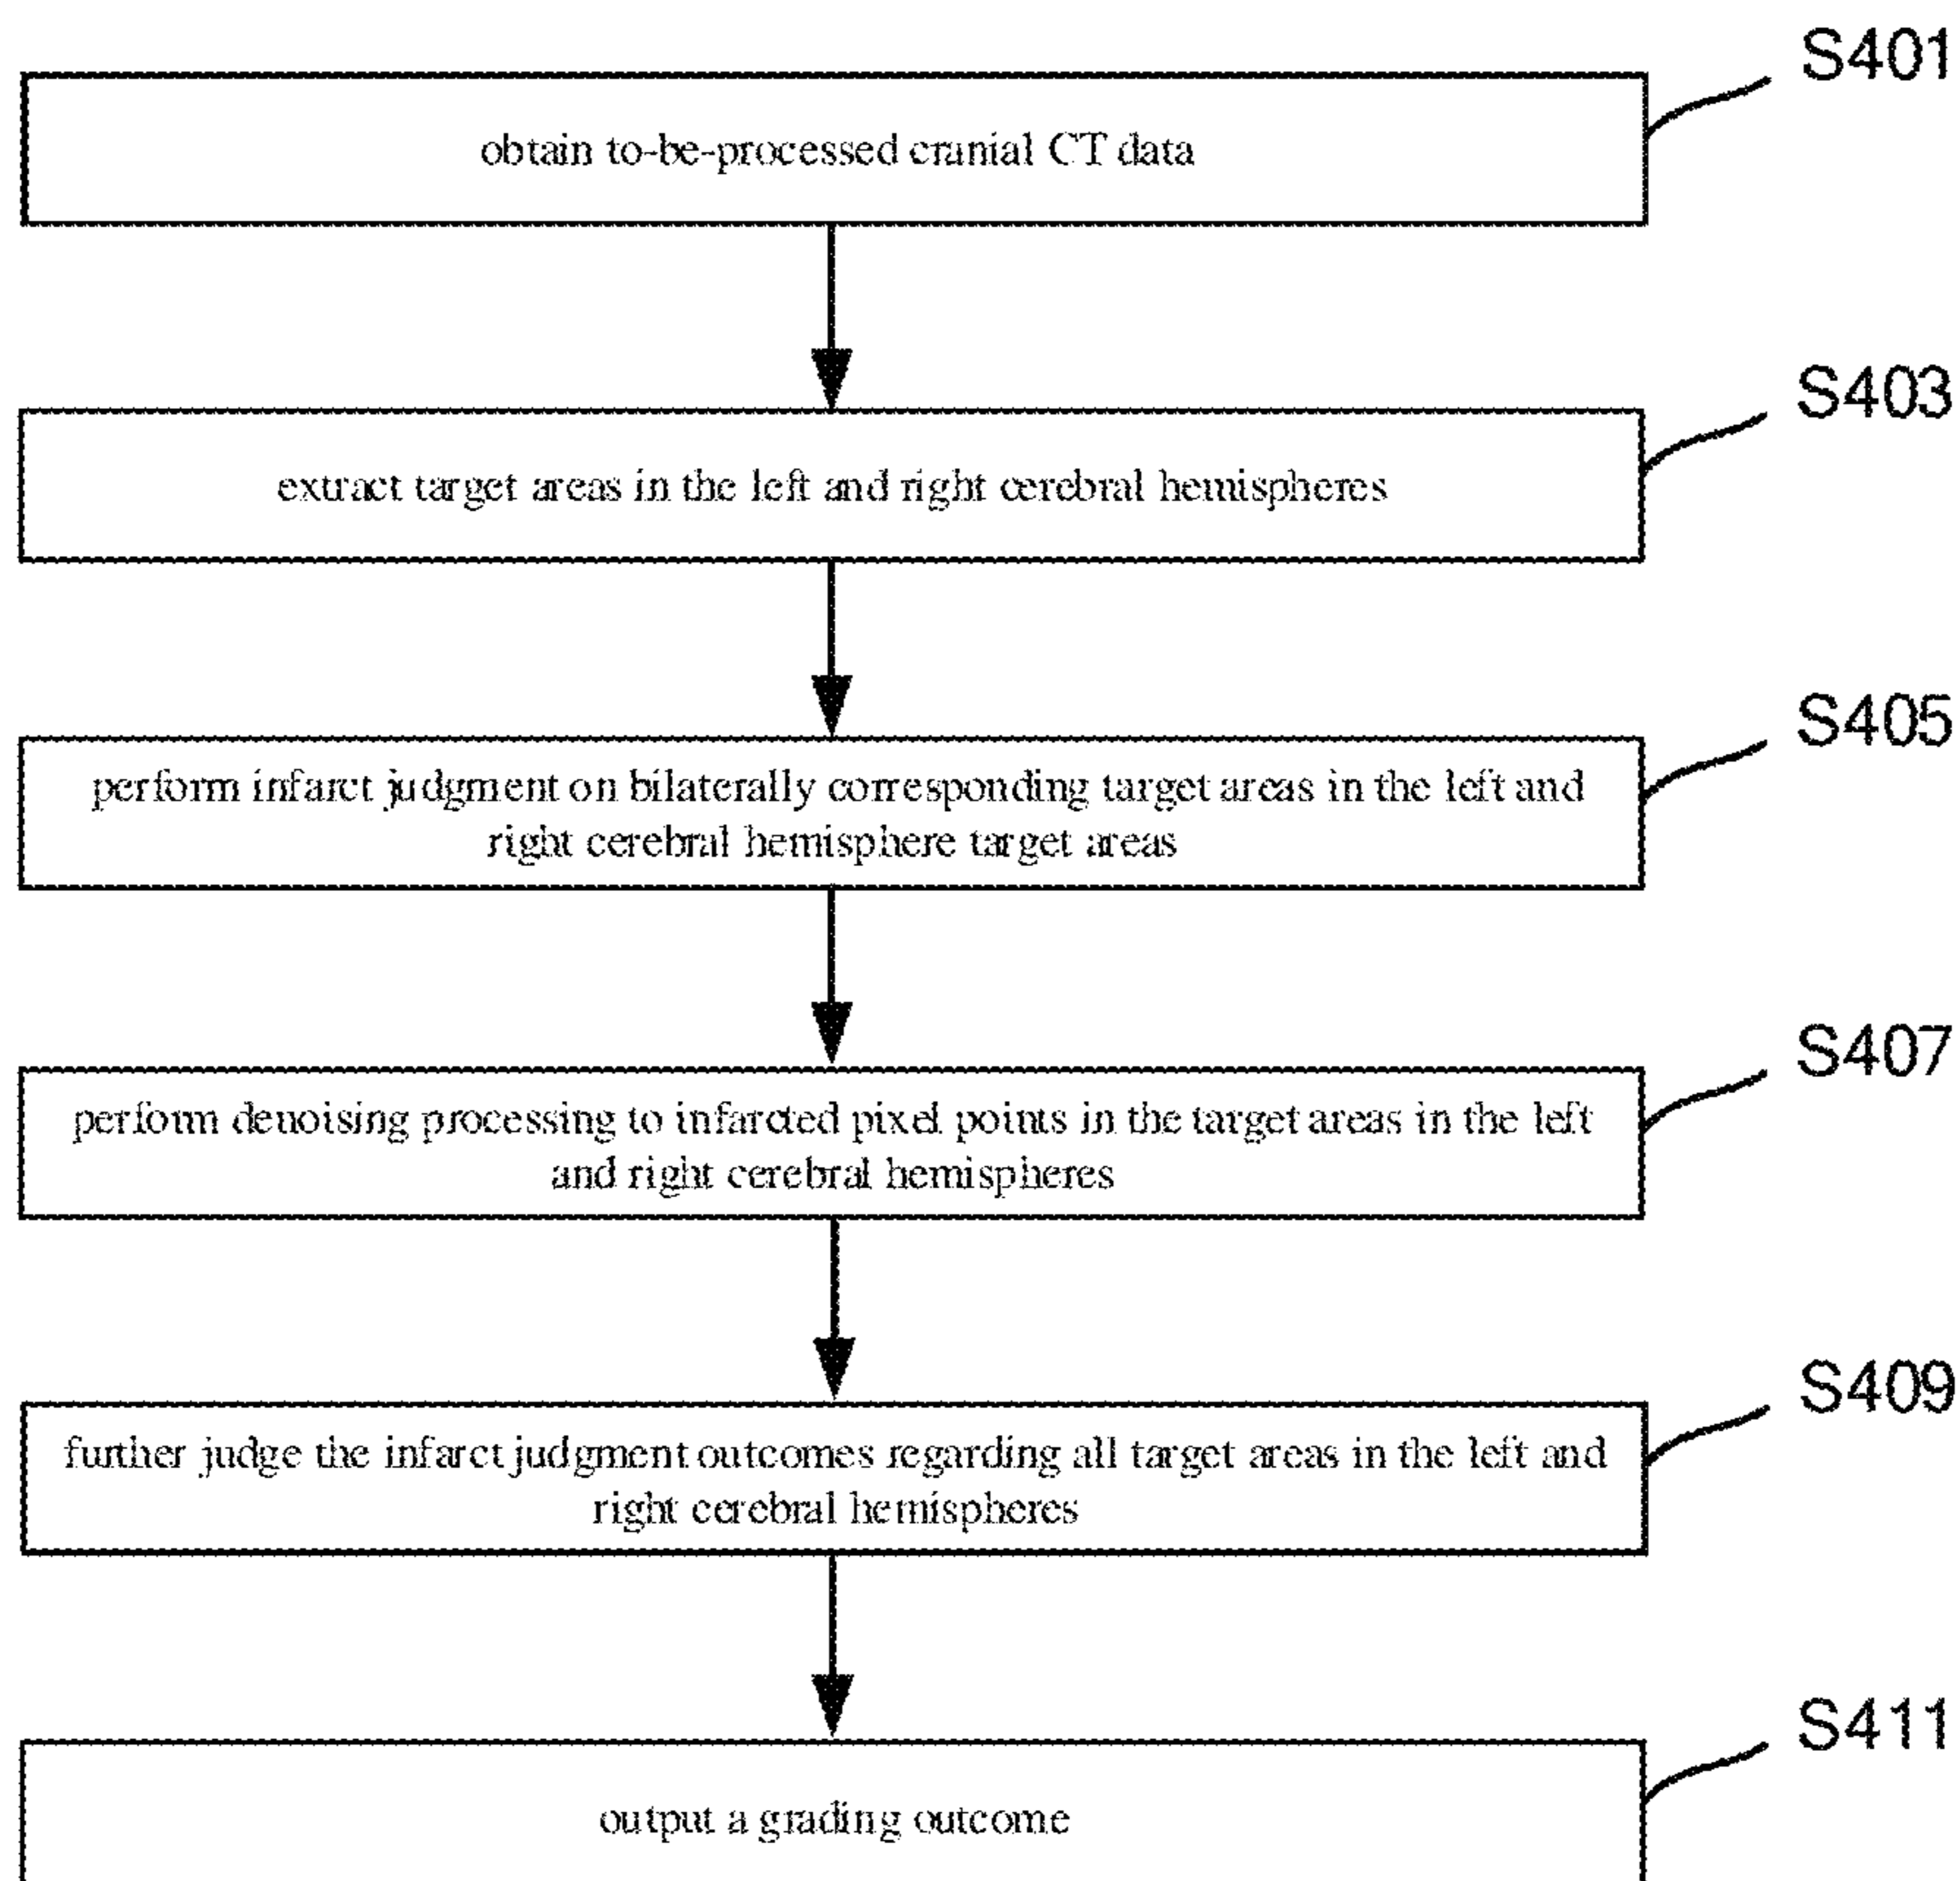 S401
obtain to-be-processed cranial CT data
S403
extract target areas in the left and right cerebral hemispheres
S405
perform infarct judgment on bilaterally corresponding target areas in the left and
right cerebral hemisphere target areas
S407
perform denoising processing to infarcted pixel points in the target areas in the left
and right cerebral hemispheres
S409
further judge the infarct judgment outcomes regarding all target areas in the left and
right cerebral hemispheres
S411
output a grading outcome